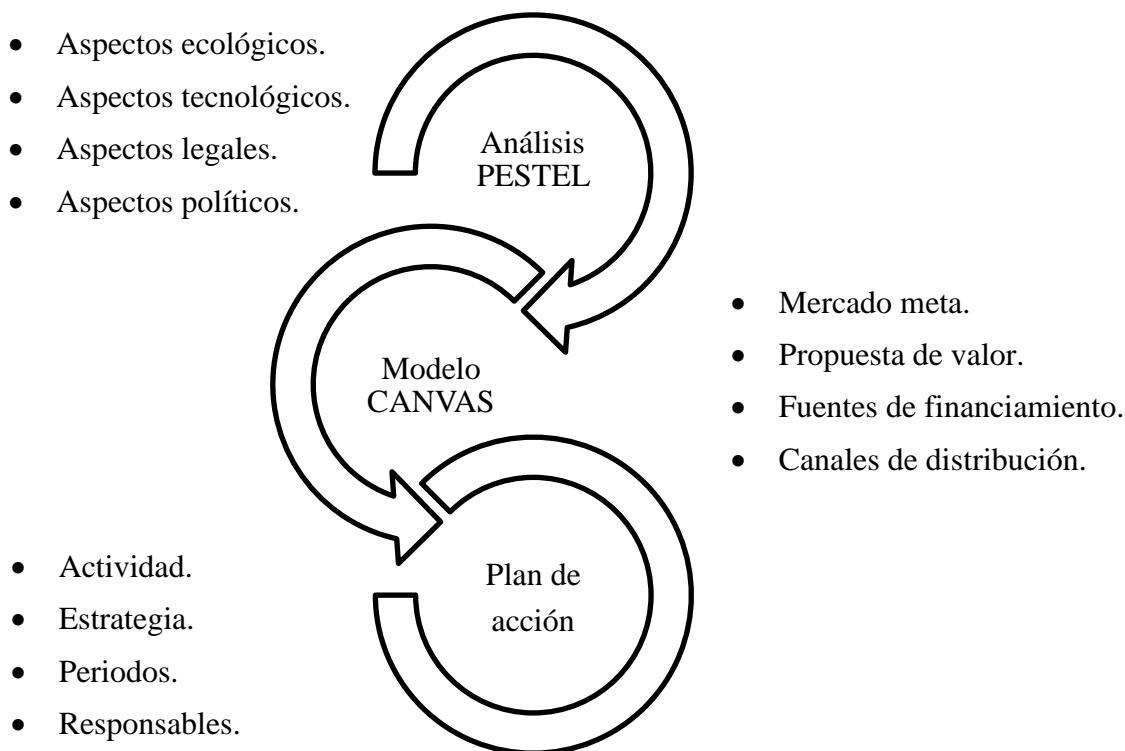 • Aspectos ecológicos.
• Aspectos tecnológicos.
• Aspectos legales.
• Aspectos políticos.
Análisis
PESTEL
• Mercado meta.
• Propuesta de valor.
• Fuentes de financiamiento.
• Canales de distribución.
Modelo
CANVAS
• Actividad.
• Estrategia.
• Periodos.
• Responsables.
Plan de
acción